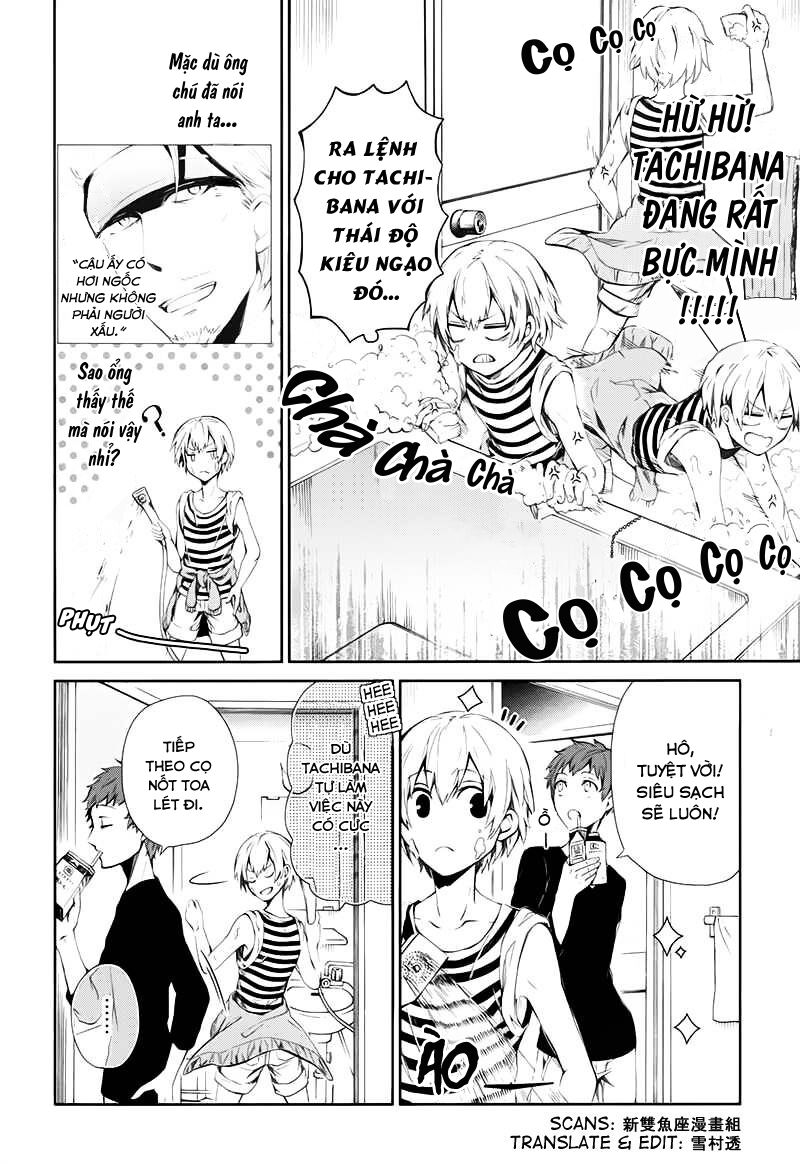 CỌ CỌ CỌ
HỪ HỪ!
TACHIBANA
ĐANG RẤT
BỰC MÌNH
!!!!!
RA LỆNH
CHO TACHI-
BANA VỚI
THÁI ĐỘ
KIÊU NGẠO
ĐÓ...
CHÀ CHÀ CHÀ
CỌ CỌ CỌ CỌ
Mặc dù ông
chú đã nói
anh ta...
"CẬU ẤY CÓ
HƠI NGỐC
NHƯNG KHÔNG
PHẢI NGƯỜI
XẤU."
Sao ổng
thấy thế
mà nói vậy
nhỉ?
?
PHỤT
HÔ,
TUYỆT VỜI!
SIÊU SẠCH
SẼ LUÔN!
Ồ
!!!
ÀO
HEE
HEE
HEE
DÙ
TACHIBANA
TỰ LÀM
VIỆC NÀY
CÓ CỰC
...
TIẾP
THEO CỌ
NỐT TOA
LÉT ĐI.
......
SCANS: 新雙魚座漫畫組
TRANSLATE & EDIT: 雪村透